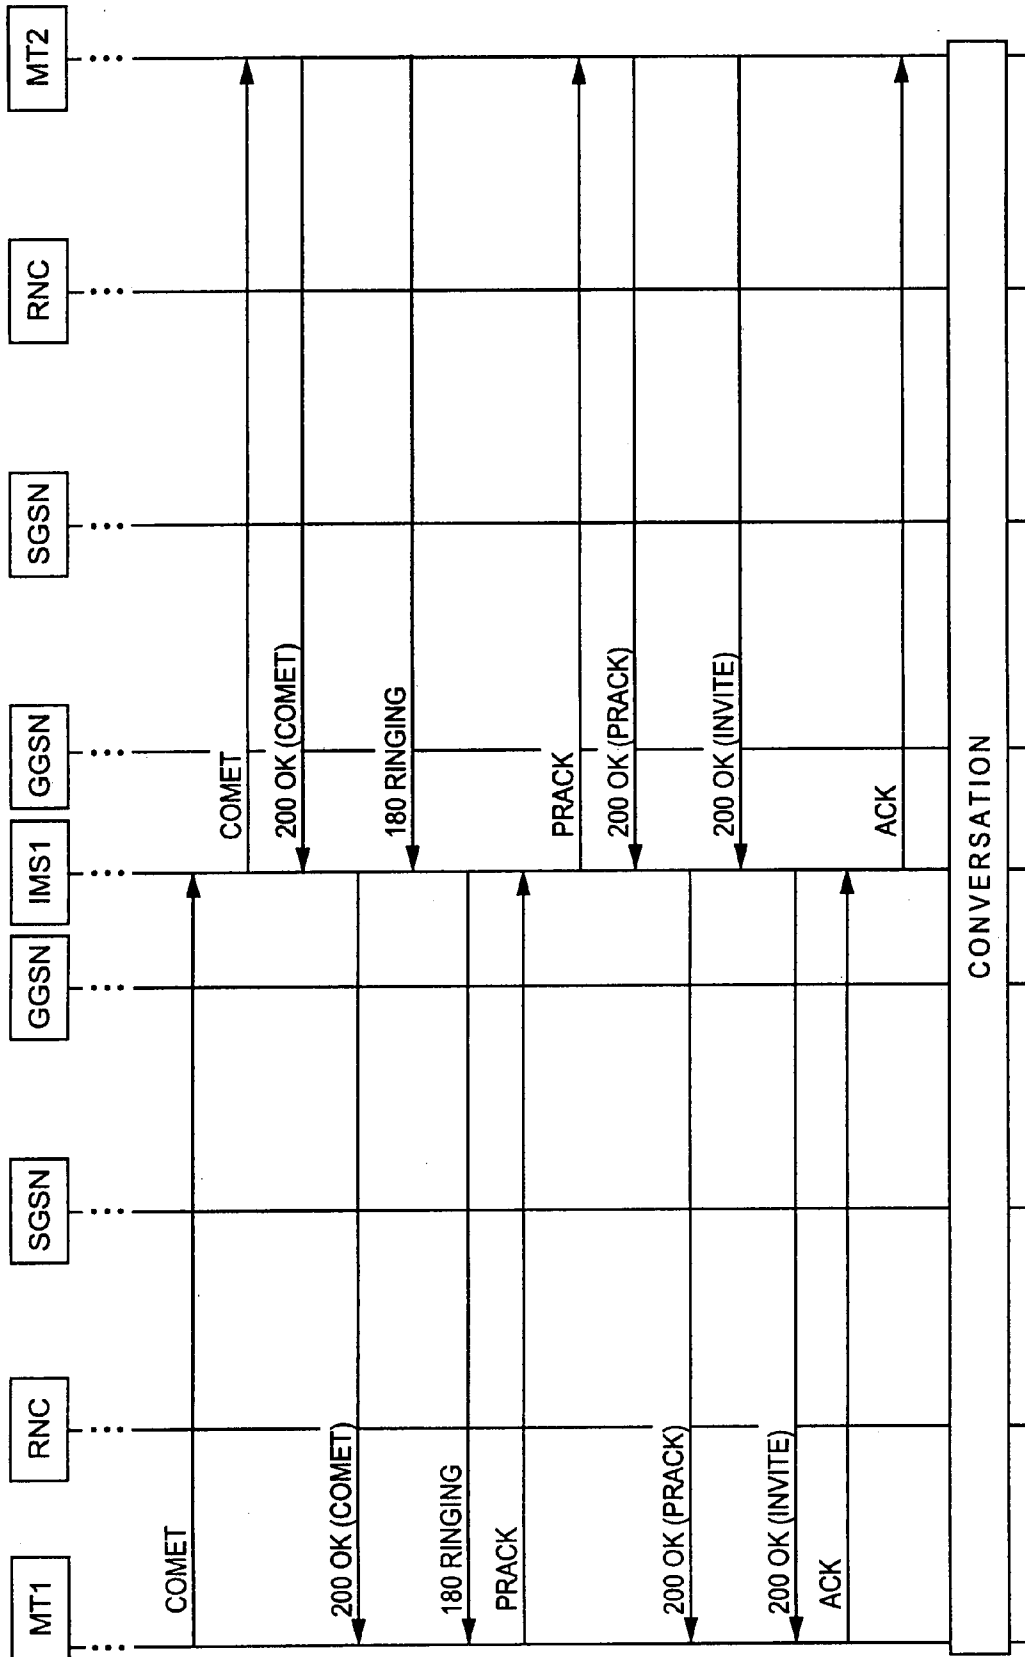 MT1
RNC
SGSN
GGSN
IMS1
GGSN
SGSN
RNC
MT2
COMET
COMET
200 OK (COMET)
200 OK (COMET)
180 RINGING
180 RINGING
PRACK
PRACK
200 OK (PRACK)
200 OK (PRACK)
200 OK (INVITE)
200 OK (INVITE)
ACK
ACK
CONVERSATION